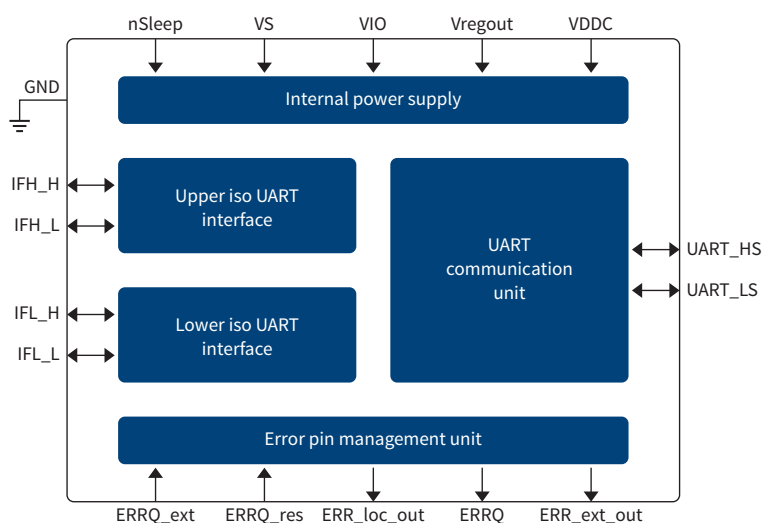 nSleep VS VIO Vregout VDDC
GND
Internal power supply
IFH_H
IFH_L
Upper iso UART
interface
UART
communication
unit
UART_HS
UART_LS
IFL_H
IFL_L
Lower iso UART
interface
Error pin management unit
ERRQ_ext ERRQ_res ERR_loc_out ERRQ ERR_ext_out